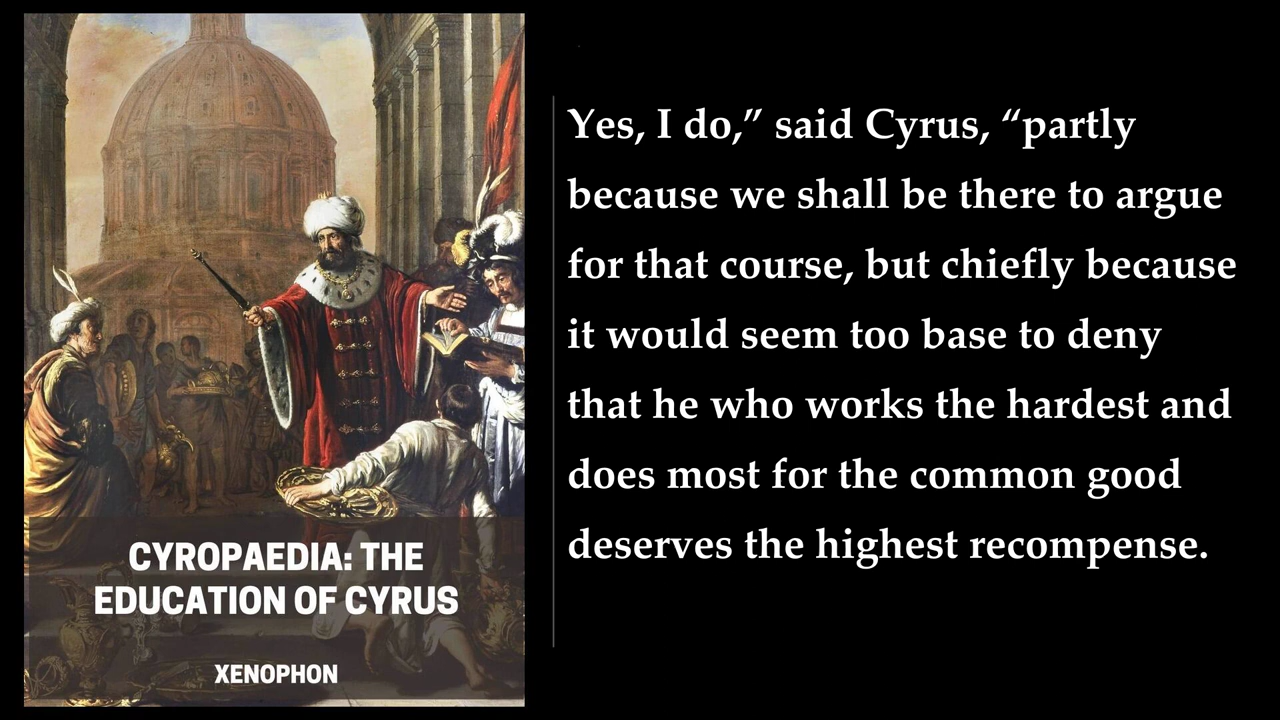 CYROPAEDIA: THE
EDUCATION OF CYRUS
XENOPHON
Yes, I do,” said Cyrus, “partly
because we shall be there to argue
for that course, but chiefly because
it would seem too base to deny
that he who works the hardest and
does most for the common good
deserves the highest recompense.